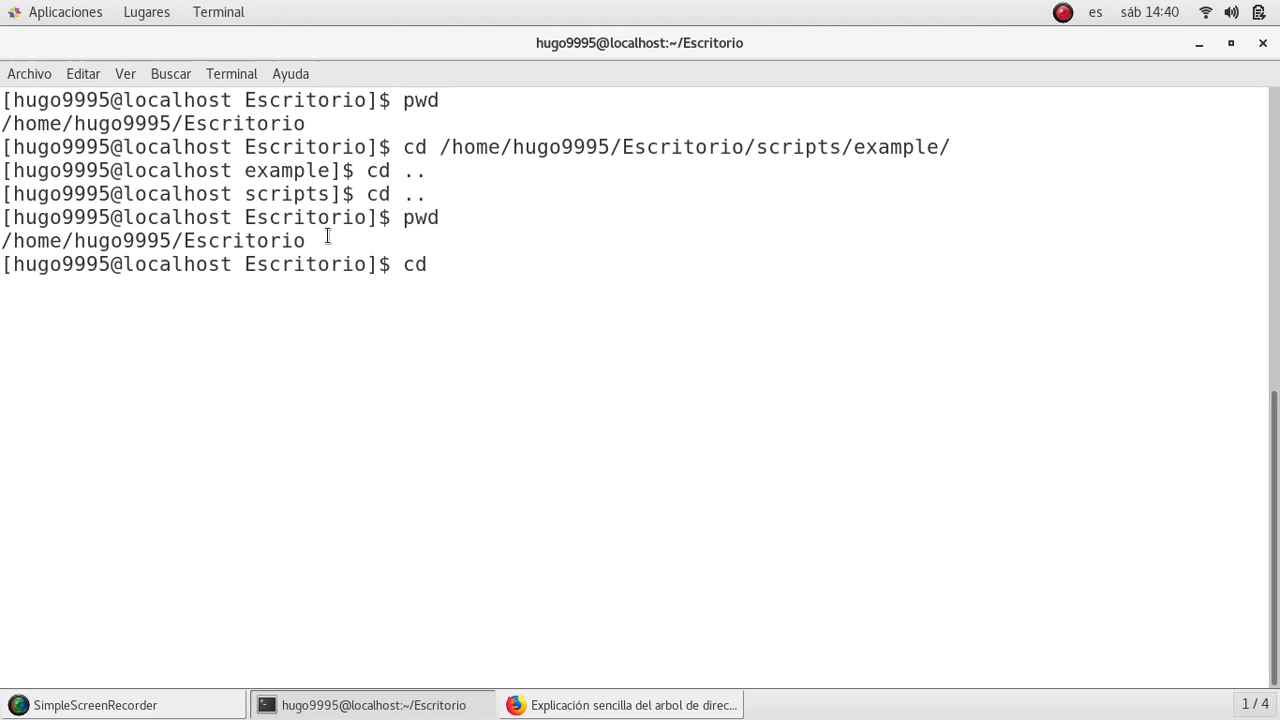 Aplicaciones Lugares Terminal es sáb 14:40
hugo9995@localhost:~/Escritorio
Archivo Editar Ver Buscar Terminal Ayuda
[hugo9995@localhost Escritorio]$ pwd
/home/hugo9995/Escritorio
[hugo9995@localhost Escritorio]$ cd /home/hugo9995/Escritorio/scripts/example/
[hugo9995@localhost example]$ cd ..
[hugo9995@localhost scripts]$ cd ..
[hugo9995@localhost Escritorio]$ pwd
/home/hugo9995/Escritorio
[hugo9995@localhost Escritorio]$ cd
SimpleScreenRecorder hugo9995@localhost:~/Escritorio Explicación sencilla del arbol de direc... 1 / 4